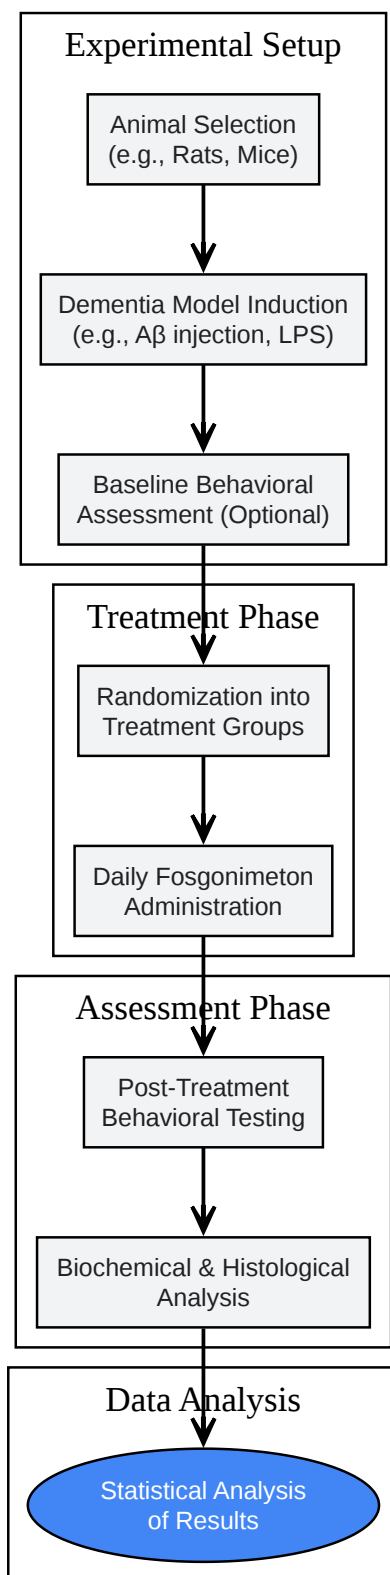 Experimental Setup
Animal Selection
(e.g., Rats, Mice)
Dementia Model Induction
(e.g., Aβ injection, LPS)
Baseline Behavioral
Assessment (Optional)
Treatment Phase
Randomization into
Treatment Groups
Daily Fosgonimeton
Administration
Assessment Phase
Post-Treatment
Behavioral Testing
Biochemical & Histological
Analysis
Data Analysis
Statistical Analysis
of Results